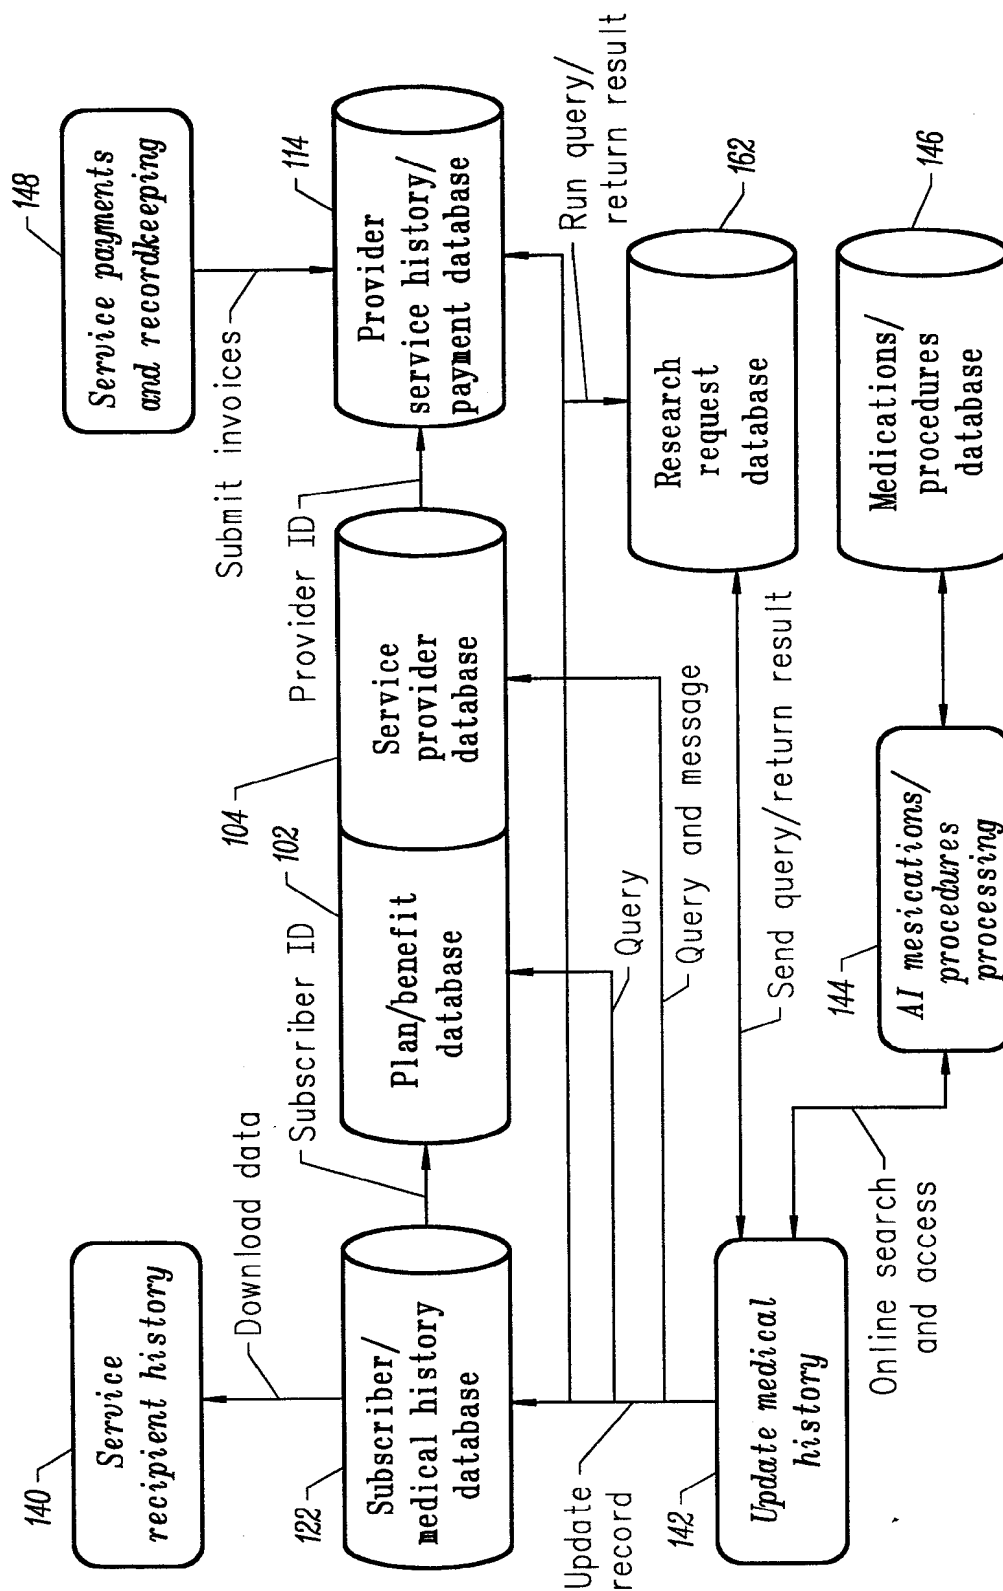 140
Service
recipient history
Download data
122
Subscriber/
medical history
database
Update
record
142
Update medical
history
Online search
and access
Subscriber ID
102
Plan/benefit
database
104
Service
provider
database
Provider ID
Query
Query and message
Send query/return result
144
AI mesications/
procedures
processing
148
Service payments
and recordkeeping
Submit invoices
114
Provider
service history/
payment database
Run query/
return result
162
Research
request
database
146
Medications/
procedures
database